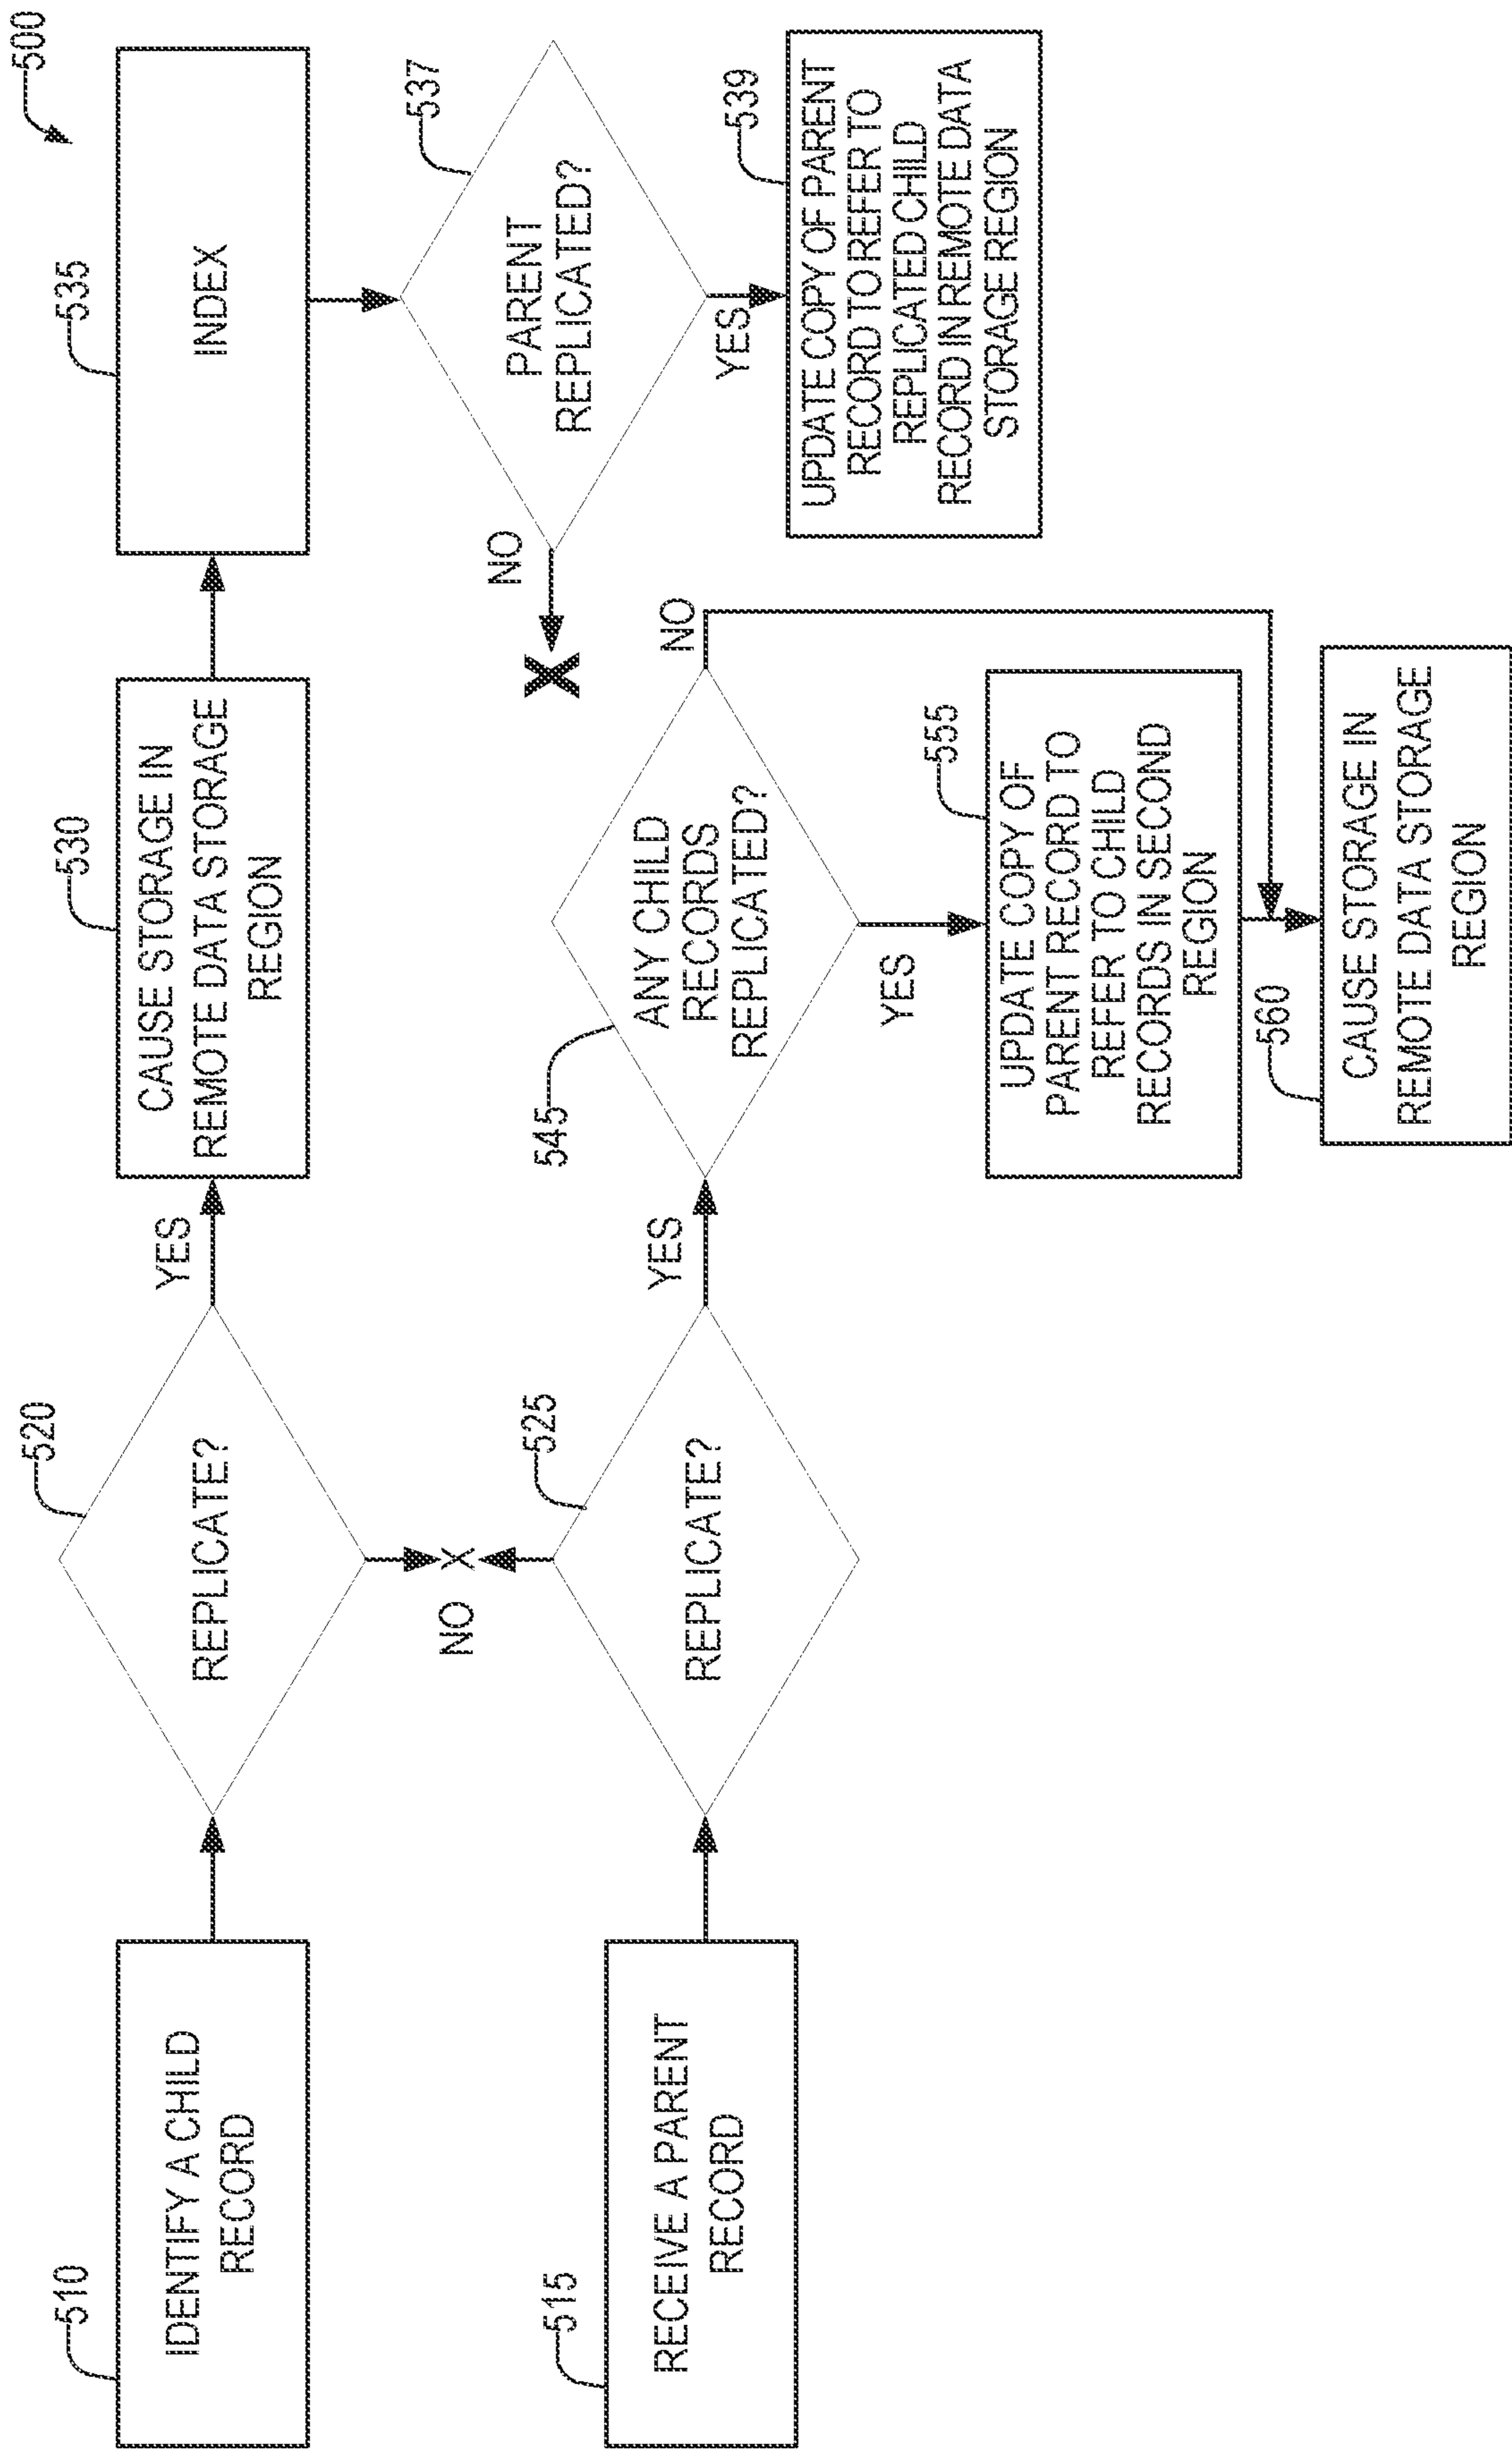 500
510
IDENTIFY A CHILD
RECORD
520
REPLICATE?
YES
530
CAUSE STORAGE IN
REMOTE DATA STORAGE
REGION
535
INDEX
NO
X
537
PARENT
REPLICATED?
NO
X
YES
539
UPDATE COPY OF PARENT
RECORD TO REFER TO
REPLICATED CHILD
RECORD IN REMOTE DATA
STORAGE REGION
515
RECEIVE A PARENT
RECORD
525
REPLICATE?
YES
545
ANY CHILD
RECORDS
REPLICATED?
NO
YES
555
UPDATE COPY OF
PARENT RECORD TO
REFER TO CHILD
RECORDS IN SECOND
REGION
560
CAUSE STORAGE IN
REMOTE DATA STORAGE
REGION